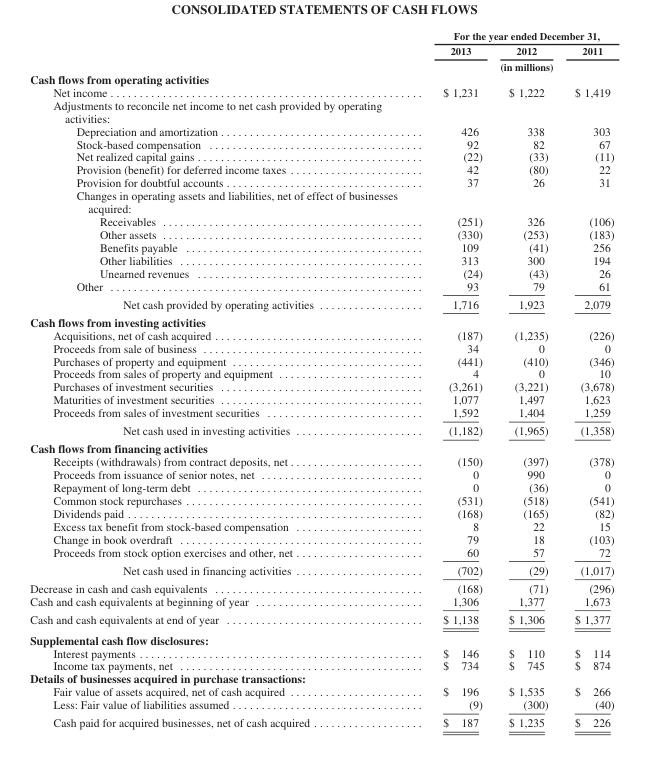 CONSOLIDATED STATEMENTS OF CASH FLOWS
For the year ended December 31,
2013 2012 2011
(in millions)
Cash flows from operating activities
Net income $ 1,231 $ 1,222 $ 1,419
Adjustments to reconcile net income to net cash provided by operating
activities:
Depreciation and amortization 426 338 303
Stock-based compensation 92 82 67
Net realized capital gains (22) (33) (11)
Provision (benefit) for deferred income taxes 42 (80) 22
Provision for doubtful accounts 37 26 31
Changes in operating assets and liabilities, net of effect of businesses
acquired:
Receivables (251) 326 (106)
Other assets (330) (253) (183)
Benefits payable 109 (41) 256
Other liabilities 313 300 194
Unearned revenues (24) (43) 26
Other 93 79 61
Net cash provided by operating activities 1,716 1,923 2,079
Cash flows from investing activities
Acquisitions, net of cash acquired (187) (1,235) (226)
Proceeds from sale of business 34 0 0
Purchases of property and equipment (441) (410) (346)
Proceeds from sales of property and equipment 4 0 10
Purchases of investment securities (3,261) (3,221) (3,678)
Maturities of investment securities 1,077 1,497 1,623
Proceeds from sales of investment securities 1,592 1,404 1,259
Net cash used in investing activities (1,182) (1,965) (1,358)
Cash flows from financing activities
Receipts (withdrawals) from contract deposits, net (150) (397) (378)
Proceeds from issuance of senior notes, net 0 990 0
Repayment of long-term debt 0 (36) 0
Common stock repurchases (531) (518) (541)
Dividends paid (168) (165) (82)
Excess tax benefit from stock-based compensation 8 22 15
Change in book overdraft 79 18 (103)
Proceeds from stock option exercises and other, net 60 57 72
Net cash used in financing activities (702) (29) (1,017)
Decrease in cash and cash equivalents (168) (71) (296)
Cash and cash equivalents at beginning of year 1,306 1,377 1,673
Cash and cash equivalents at end of year $ 1,138 $ 1,306 $ 1,377
Supplemental cash flow disclosures:
Interest payments $ 146 $ 110 $ 114
Income tax payments, net $ 734 $ 745 $ 874
Details of businesses acquired in purchase transactions:
Fair value of assets acquired, net of cash acquired $ 196 $ 1,535 $ 266
Less: Fair value of liabilities assumed (9) (300) (40)
Cash paid for acquired businesses, net of cash acquired $ 187 $ 1,235 $ 226